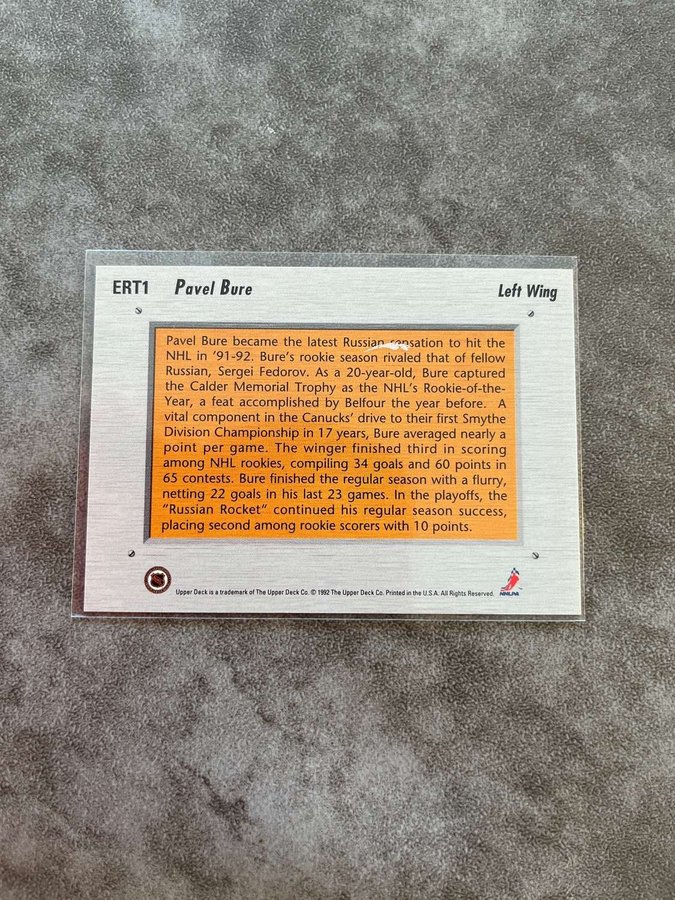 ERT1 Pavel Bure Left Wing
Pavel Bure became the latest Russian sensation to hit the
NHL in '91-92. Bure's rookie season rivaled that of fellow
Russian, Sergei Fedorov. As a 20-year-old, Bure captured
the Calder Memorial Trophy as the NHL's Rookie-of-the-
Year, a feat accomplished by Belfour the year before. A
vital component in the Canucks' drive to their first Smythe
Division Championship in 17 years, Bure averaged nearly a
point per game. The winger finished third in scoring
among NHL rookies, compiling 34 goals and 60 points in
65 contests. Bure finished the regular season with a flurry,
netting 22 goals in his last 23 games. In the playoffs, the
"Russian Rocket" continued his regular season success,
placing second among rookie scorers with 10 points.
Upper Deck is a trademark of The Upper Deck Co. © 1992 The Upper Deck Co. Printed in the U.S.A. All Rights Reserved.
NHLPA